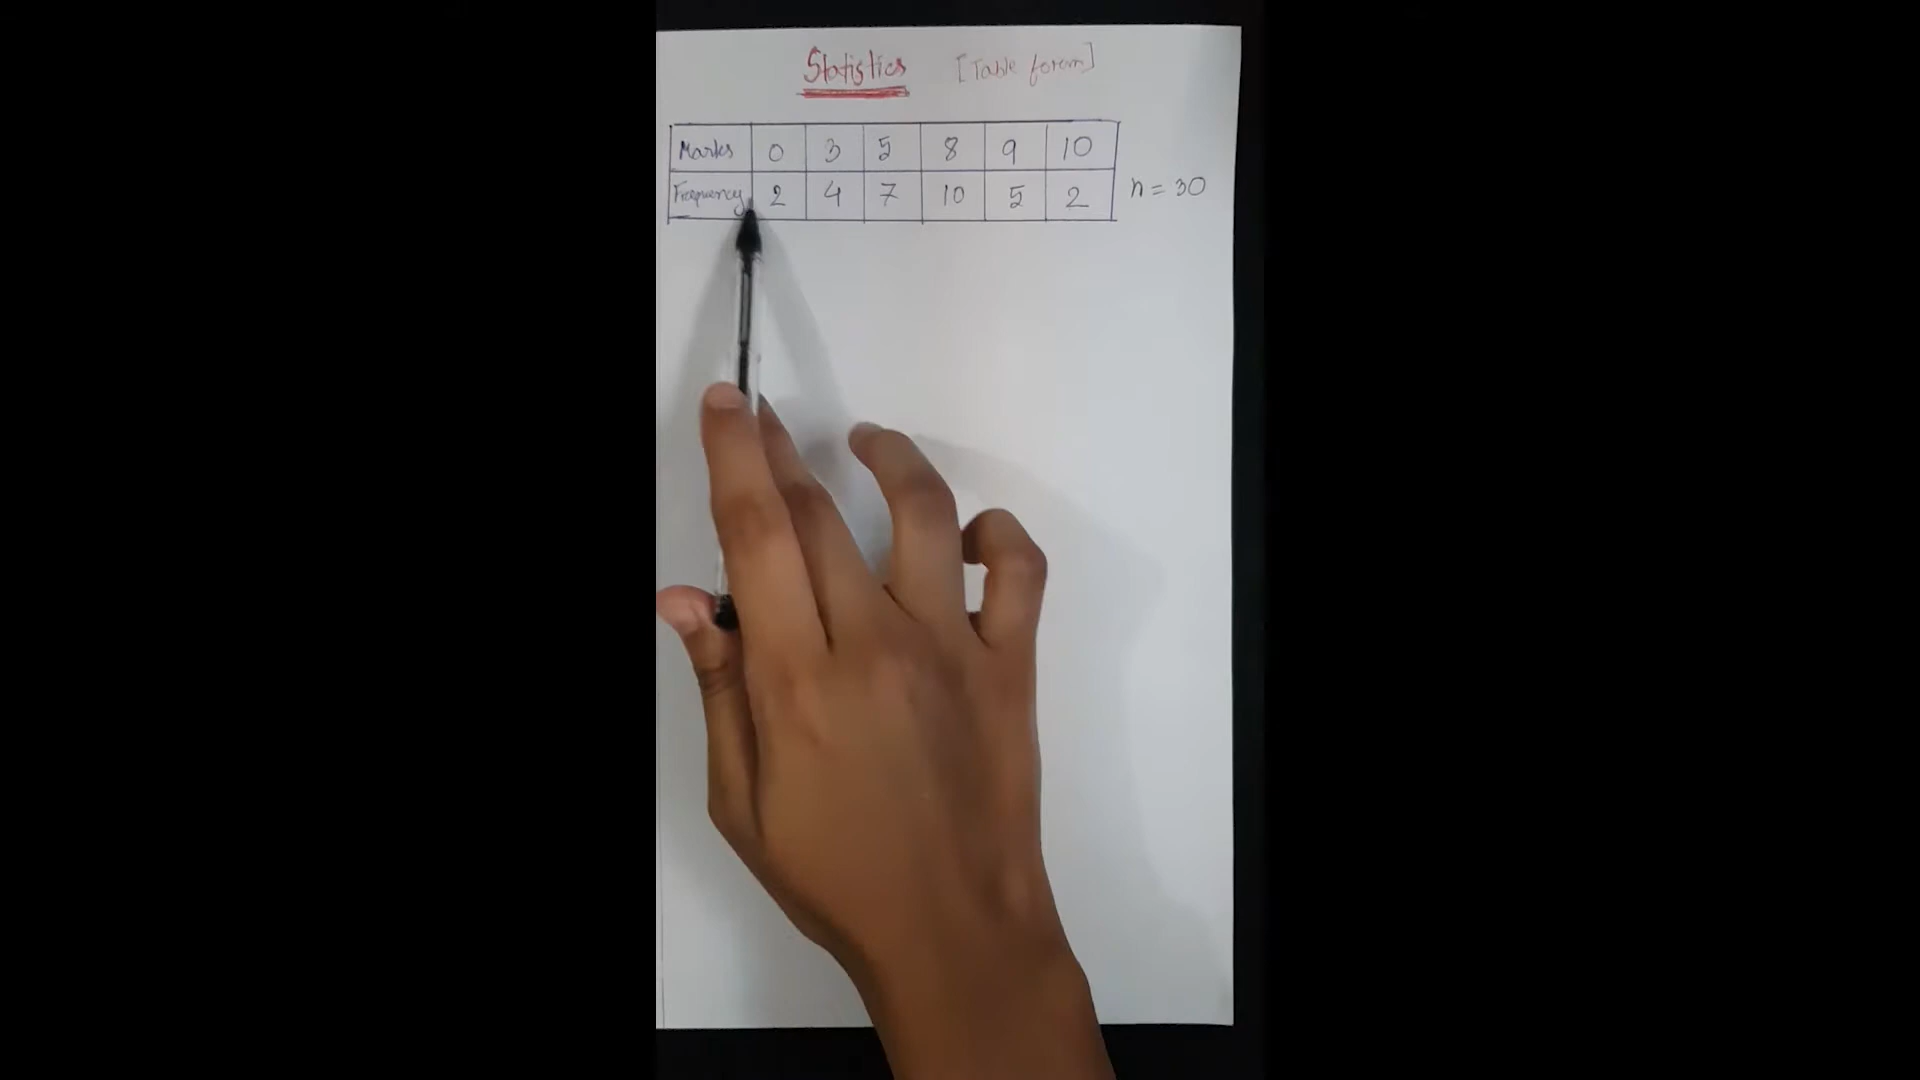 Statistics [Table form]
Marks 0 3 5 8 9 10
Frequency 2 4 7 10 5 2 n = 30